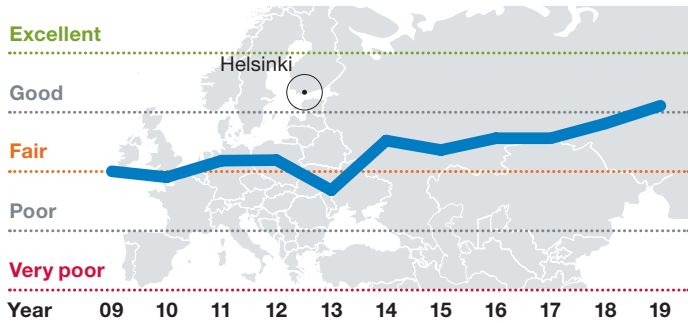 Excellent
Helsinki
Good
Fair
Poor
Very poor
Year 09 10 11 12 13 14 15 16 17 18 19